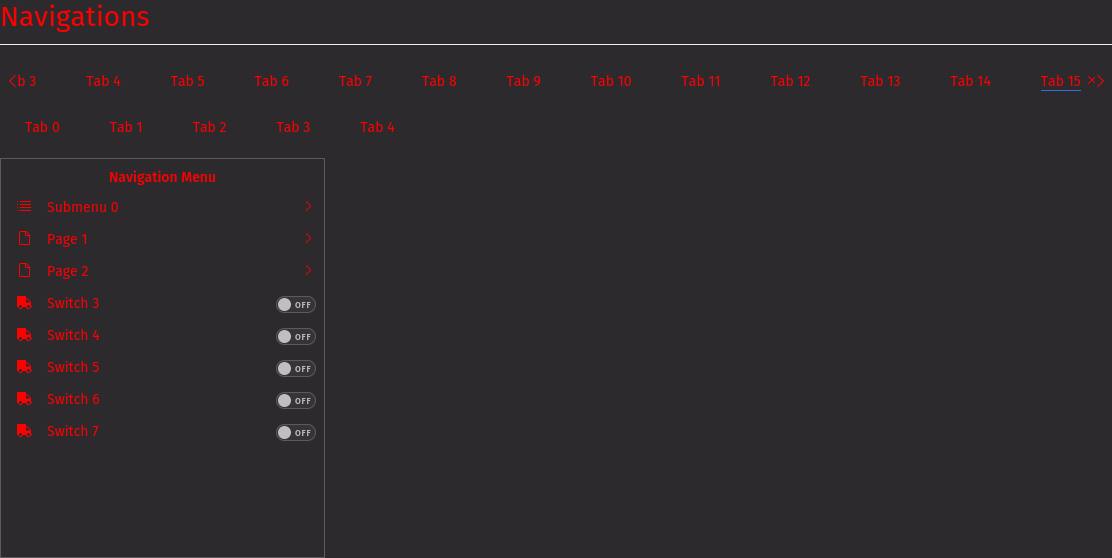 Navigations
b 3 Tab 4 Tab 5 Tab 6 Tab 7 Tab 8 Tab 9 Tab 10 Tab 11 Tab 12 Tab 13 Tab 14 Tab 15
Tab 0 Tab 1 Tab 2 Tab 3 Tab 4
Navigation Menu
Submenu 0
Page 1
Page 2
Switch 3 OFF
Switch 4 OFF
Switch 5 OFF
Switch 6 OFF
Switch 7 OFF